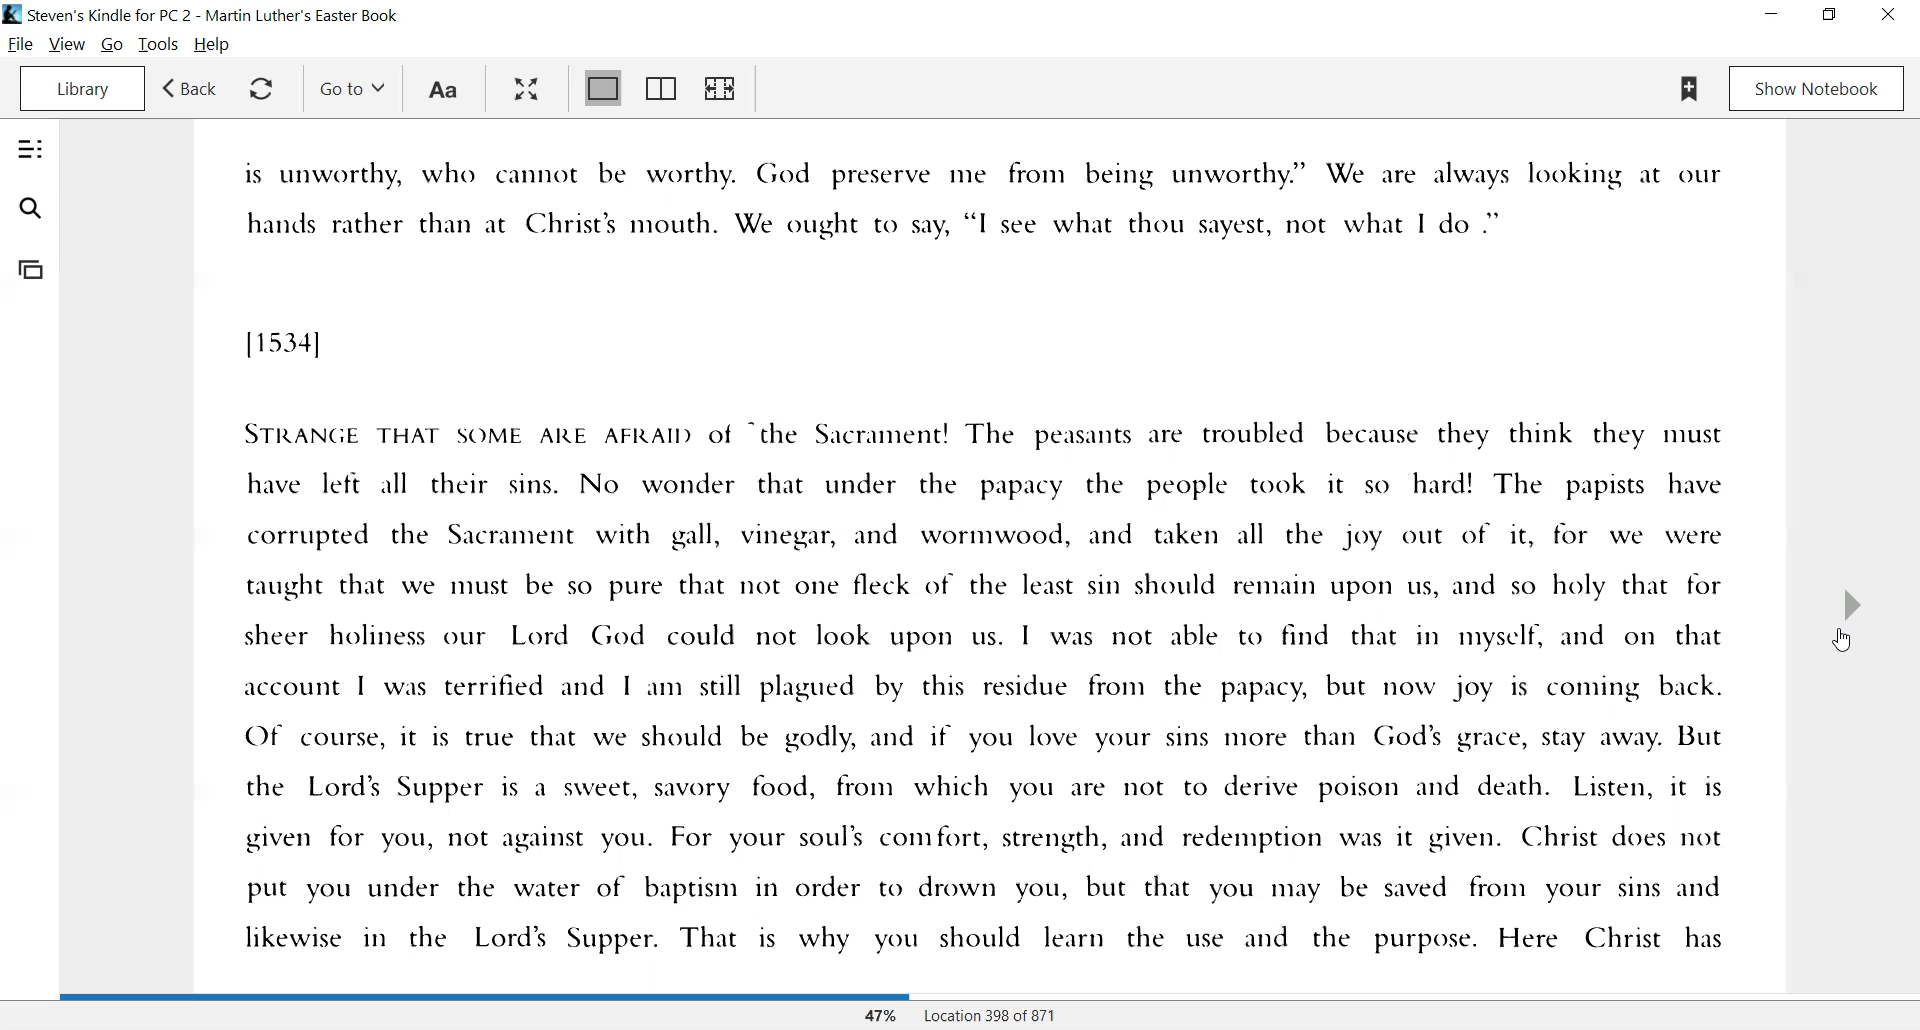 Steven's Kindle for PC 2 - Martin Luther's Easter Book
File View Go Tools Help
Library Back Go to Aa Show Notebook
is unworthy, who cannot be worthy. God preserve me from being unworthy.” We are always looking at our
hands rather than at Christ’s mouth. We ought to say, “I see what thou sayest, not what I do .”
[1534]
STRANGE THAT SOME ARE AFRAID of ˆthe Sacrament! The peasants are troubled because they think they must
have left all their sins. No wonder that under the papacy the people took it so hard! The papists have
corrupted the Sacrament with gall, vinegar, and wormwood, and taken all the joy out of it, for we were
taught that we must be so pure that not one fleck of the least sin should remain upon us, and so holy that for
sheer holiness our Lord God could not look upon us. I was not able to find that in myself, and on that
account I was terrified and I am still plagued by this residue from the papacy, but now joy is coming back.
Of course, it is true that we should be godly, and if you love your sins more than God’s grace, stay away. But
the Lord’s Supper is a sweet, savory food, from which you are not to derive poison and death. Listen, it is
given for you, not against you. For your soul’s comfort, strength, and redemption was it given. Christ does not
put you under the water of baptism in order to drown you, but that you may be saved from your sins and
likewise in the Lord’s Supper. That is why you should learn the use and the purpose. Here Christ has
47% Location 398 of 871